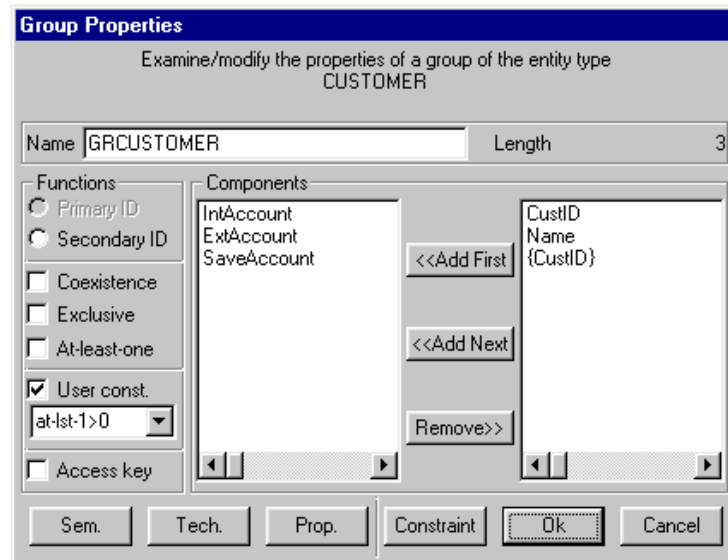 Group Properties
Examine/modify the properties of a group of the entity type
CUSTOMER
Name GRCUSTOMER Length 3
Functions
Primary ID
Secondary ID
Coexistence
Exclusive
At-least-one
User const.
at-lst-1>0
Access key
Components
IntAccount
ExtAccount
SaveAccount
<<Add First
<<Add Next
Remove>>
CustID
Name
{CustID}
Sem. Tech. Prop. Constraint Ok Cancel